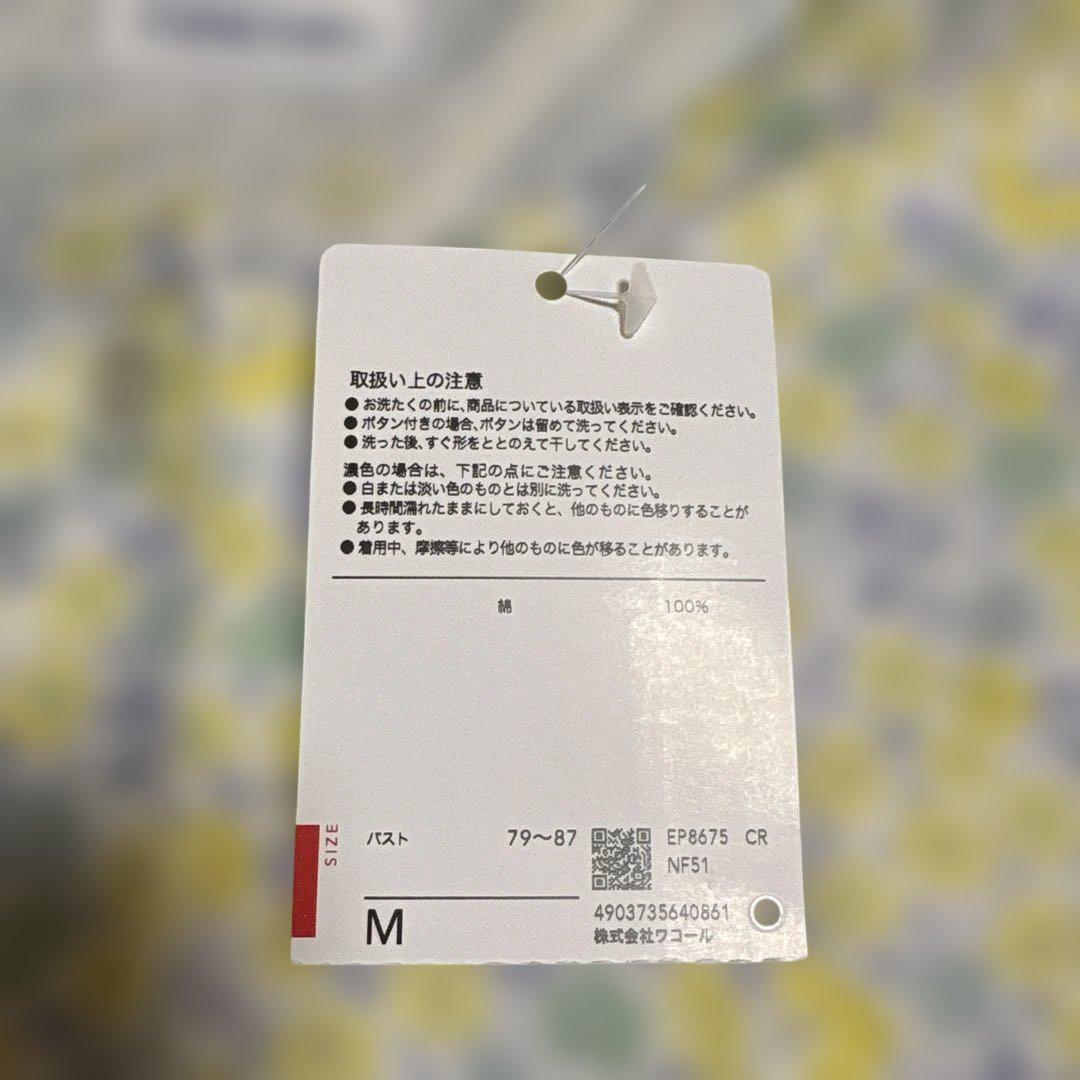 取扱い上の注意
● お洗たくの前に、商品についている取扱い表示をご確認ください。
● ボタン付きの場合、ボタンは留めて洗ってください。
● 洗った後、すぐ形をととのえて干してください。
濃色の場合は、下記の点にご注意ください。
● 白または淡い色のものとは別に洗ってください。
● 長時間濡れたままにしておくと、他のものに色移りすることが
あります。
● 着用中、摩擦等により他のものに色が移ることがあります。
綿 100%
SIZE
バスト 79〜87
M
EP8675 CR
NF51
4903735640861
株式会社ワコール